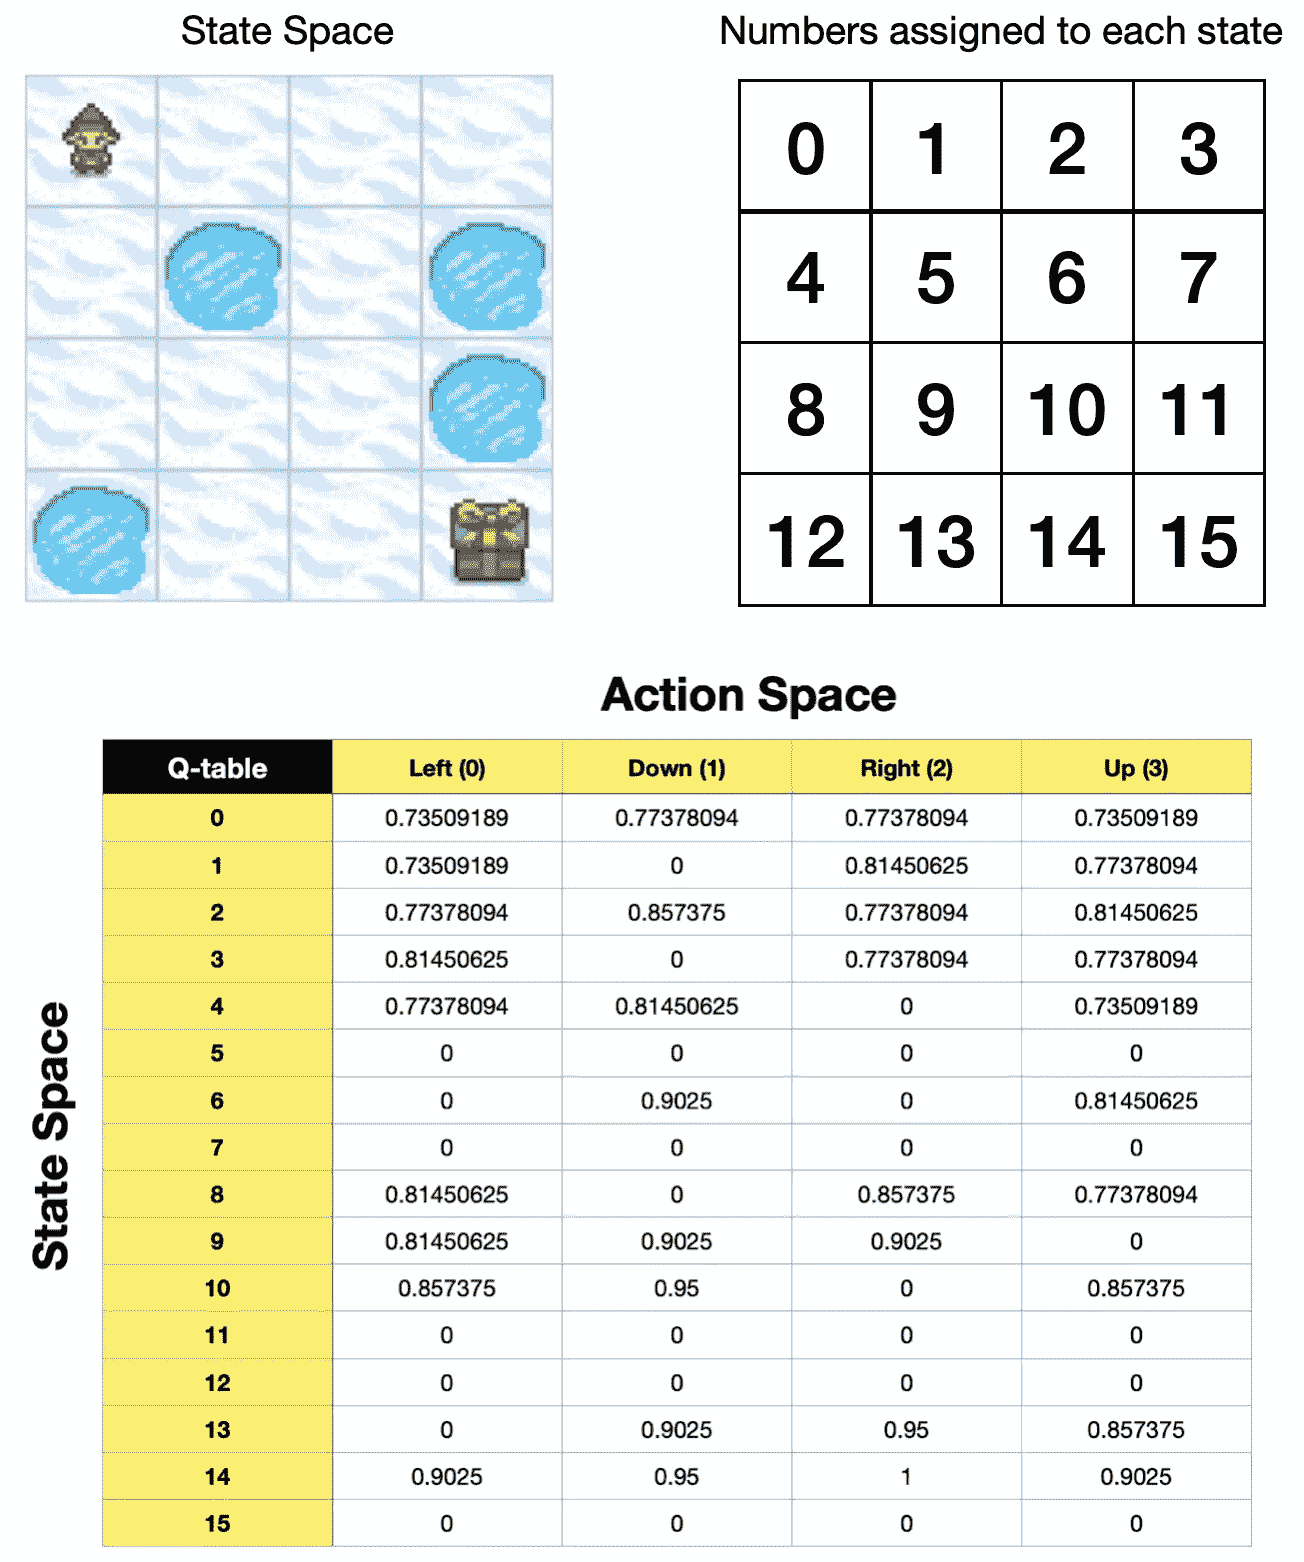 State Space
Numbers assigned to each state
0 1 2 3
4 5 6 7
8 9 10 11
12 13 14 15
Action Space
State Space
Q-table Left (0) Down (1) Right (2) Up (3)
0 0.73509189 0.77378094 0.77378094 0.73509189
1 0.73509189 0 0.81450625 0.77378094
2 0.77378094 0.857375 0.77378094 0.81450625
3 0.81450625 0 0.77378094 0.77378094
4 0.77378094 0.81450625 0 0.73509189
5 0 0 0 0
6 0 0.9025 0 0.81450625
7 0 0 0 0
8 0.81450625 0 0.857375 0.77378094
9 0.81450625 0.9025 0.9025 0
10 0.857375 0.95 0 0.857375
11 0 0 0 0
12 0 0 0 0
13 0 0.9025 0.95 0.857375
14 0.9025 0.95 1 0.9025
15 0 0 0 0